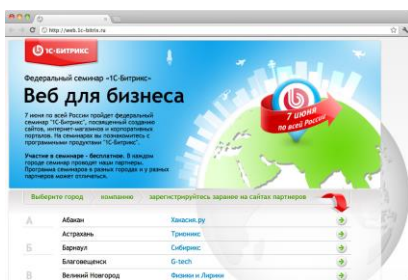 http://web.1c-bitrix.ru
1С-БИТРИКС
Федеральный семинар «1С-Битрикс»
Веб для бизнеса
7 июня по всей России пройдет федеральный
семинар "1С-Битрикс", посвященный созданию
сайтов, интернет-магазинов и корпоративных
порталов. На семинарах вы познакомитесь с
программными продуктами "1С-Битрикс".
Участие в семинаре - бесплатное. В каждом
городе семинар проводят наши партнеры.
Программа семинаров в разных городах и у разных
партнеров может отличаться.
7 июня
по всей России
Выберите город компанию зарегистрируйтесь заранее на сайтах партнеров
А Абакан Хакасия.ру
Астрахань Трионикс
Б Барнаул Сибирикс
Благовещенск G-tech
В Великий Новгород Физики и Лирики